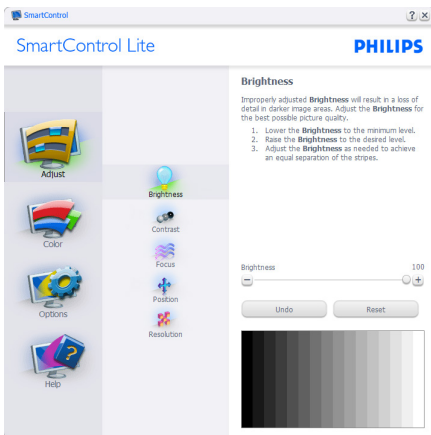 SmartControl
SmartControl Lite
PHILIPS
Adjust
Color
Options
Help
Brightness
Contrast
Focus
Position
Resolution
Brightness
Improperly adjusted Brightness will result in a loss of
detail in darker image areas. Adjust the Brightness for
the best possible picture quality.
1. Lower the Brightness to the minimum level.
2. Raise the Brightness to the desired level.
3. Adjust the Brightness as needed to achieve
an equal separation of the stripes.
Brightness 100
Undo Reset